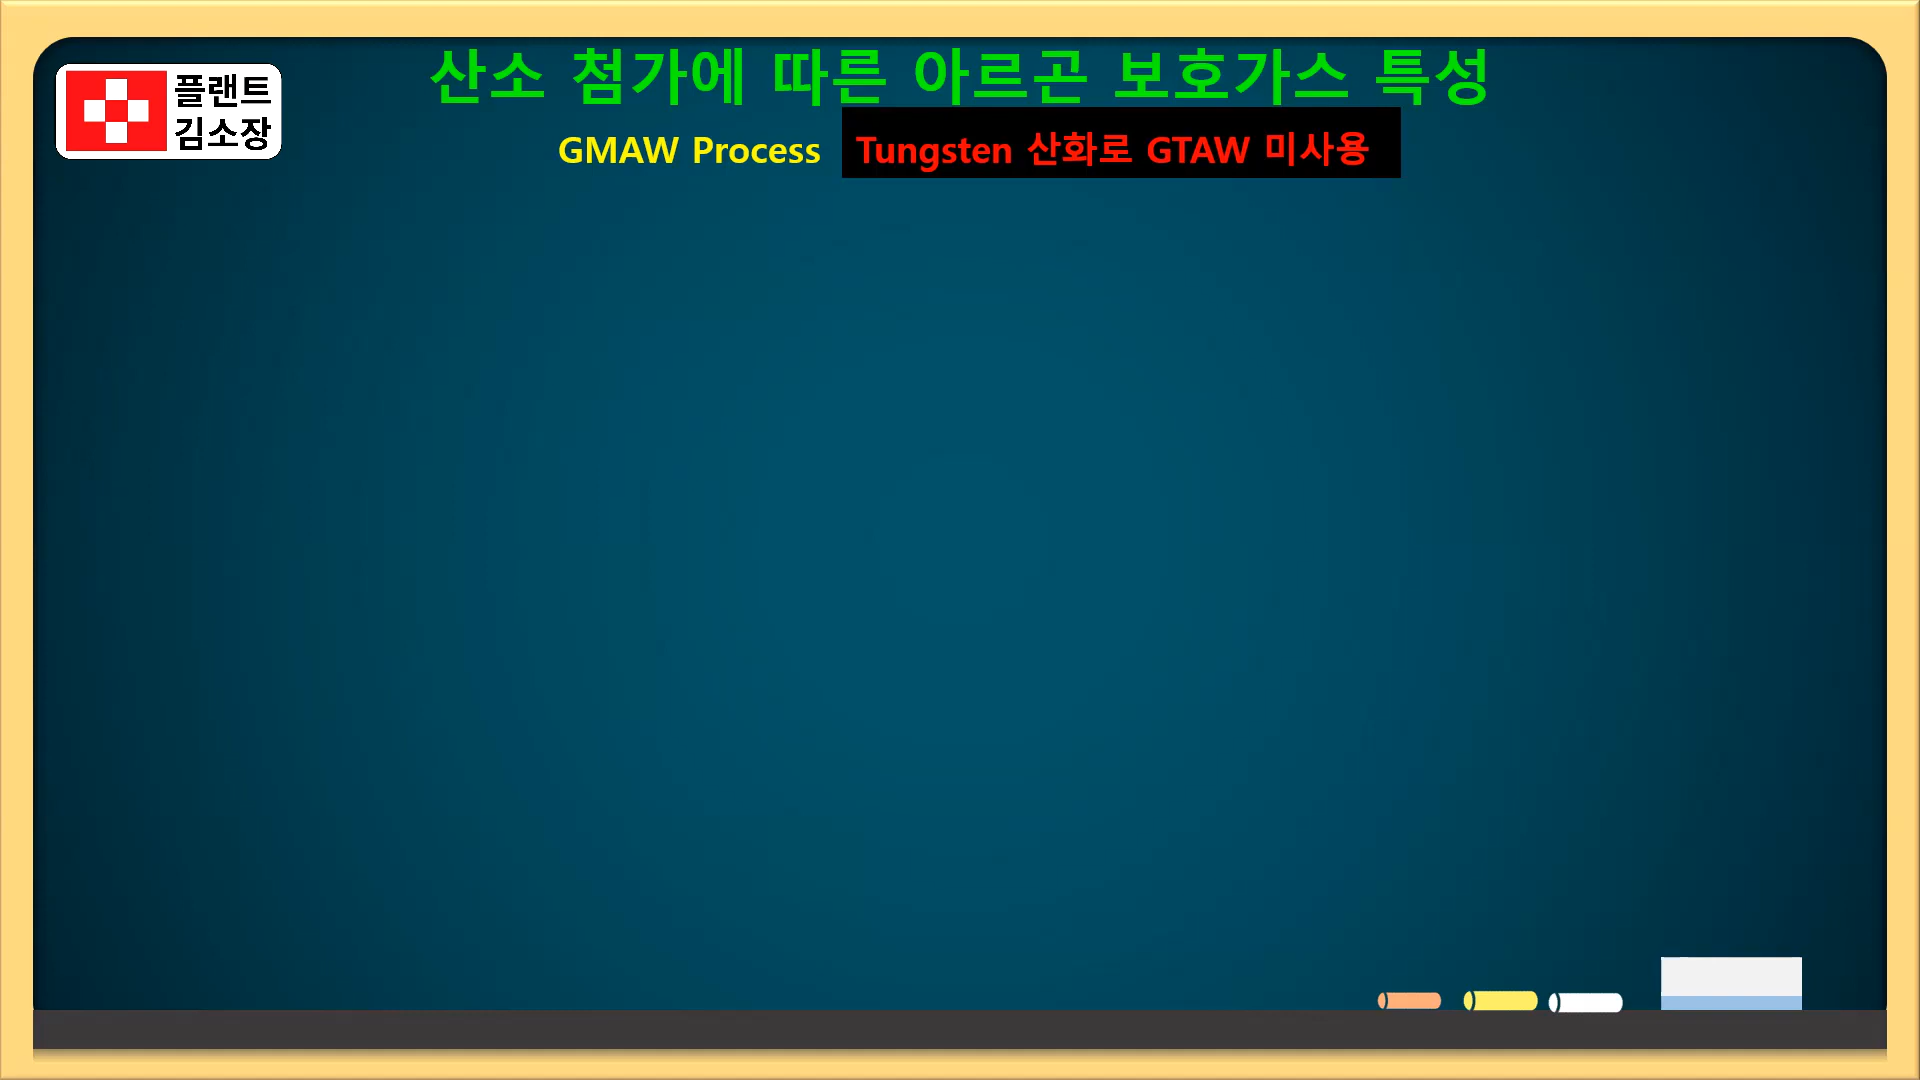 산소 첨가에 따른 아르곤 보호가스 특성
플랜트
김소장
GMAW Process Tungsten 산화로 GTAW 미사용